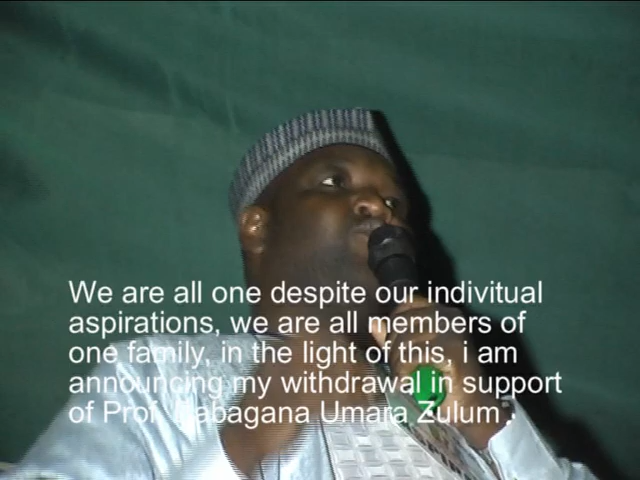 We are all one despite our indivitual
aspirations, we are all members of
one family, in the light of this, i am
announcing my withdrawal in support
of Prof. Babagana Umara Zulum .